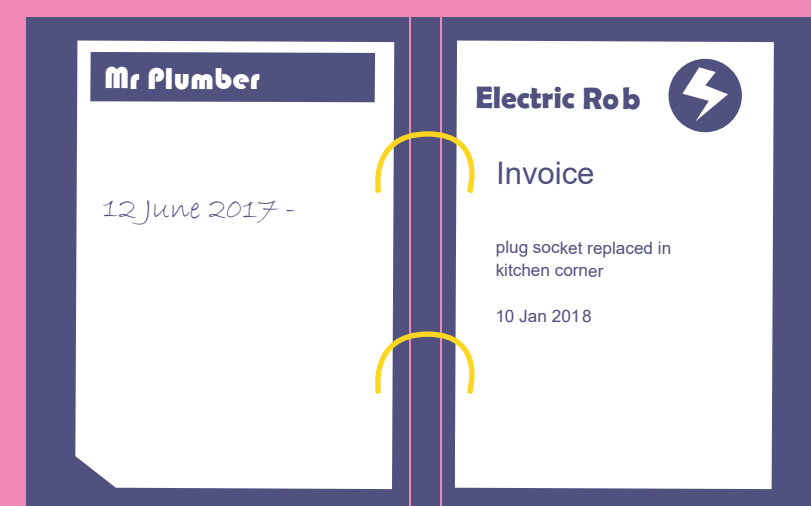 Mr Plumber
12 June 2017 -
Electric Rob
Invoice
plug socket replaced in
kitchen corner
10 Jan 2018